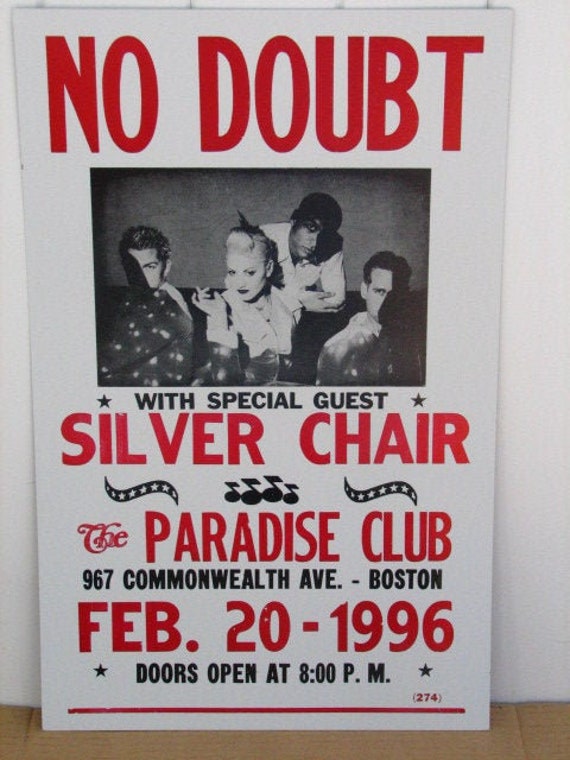 NO DOUBT
★ WITH SPECIAL GUEST ★
SILVER CHAIR
The PARADISE CLUB
967 COMMONWEALTH AVE. - BOSTON
FEB. 20 - 1996
★ DOORS OPEN AT 8:00 P. M. ★
(274)